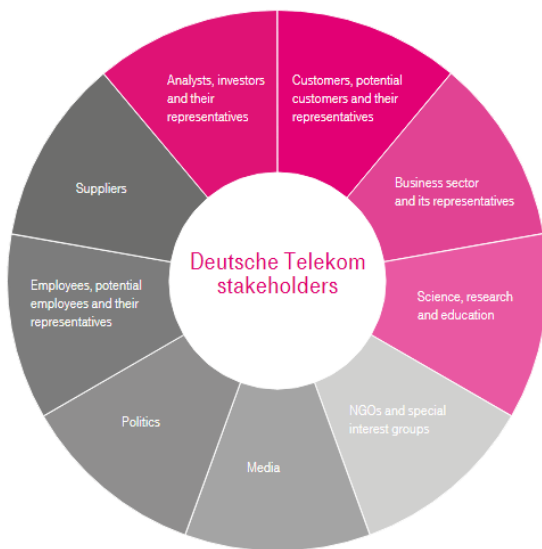 Analysts, investors
and their
representatives
Customers, potential
customers and their
representatives
Business sector
and its representatives
Science, research
and education
NGOs and special
interest groups
Media
Politics
Employees, potential
employees and their
representatives
Suppliers
Deutsche Telekom
stakeholders